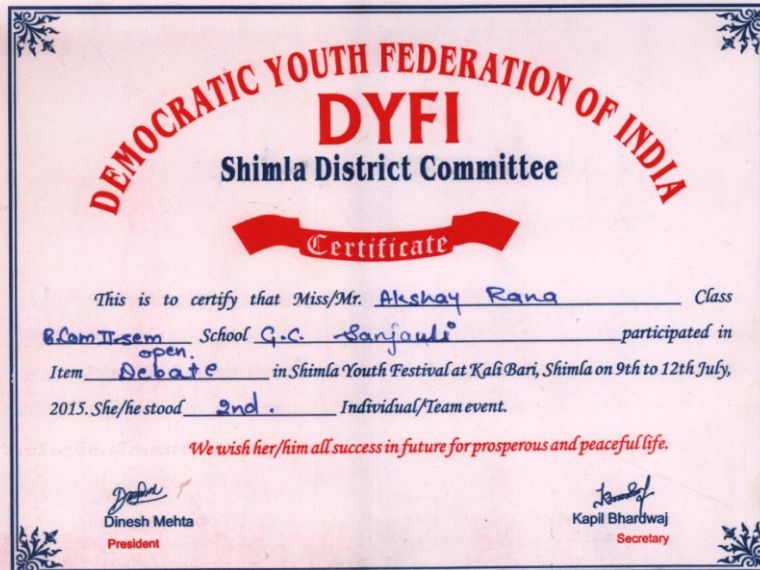 DEMOCRATIC YOUTH FEDERATION OF INDIA
DYFI
Shimla District Committee
Certificate
This is to certify that Miss/Mr. Akshay Rana Class
B.Com II sem School G.C. Sanjauli participated in
open.
Item Debate in Shimla Youth Festival at Kali Bari, Shimla on 9th to 12th July,
2015. She/he stood 2nd. Individual/Team event.
We wish her/him all success in future for prosperous and peaceful life.
Dinesh Mehta Kapil Bhardwaj
President Secretary